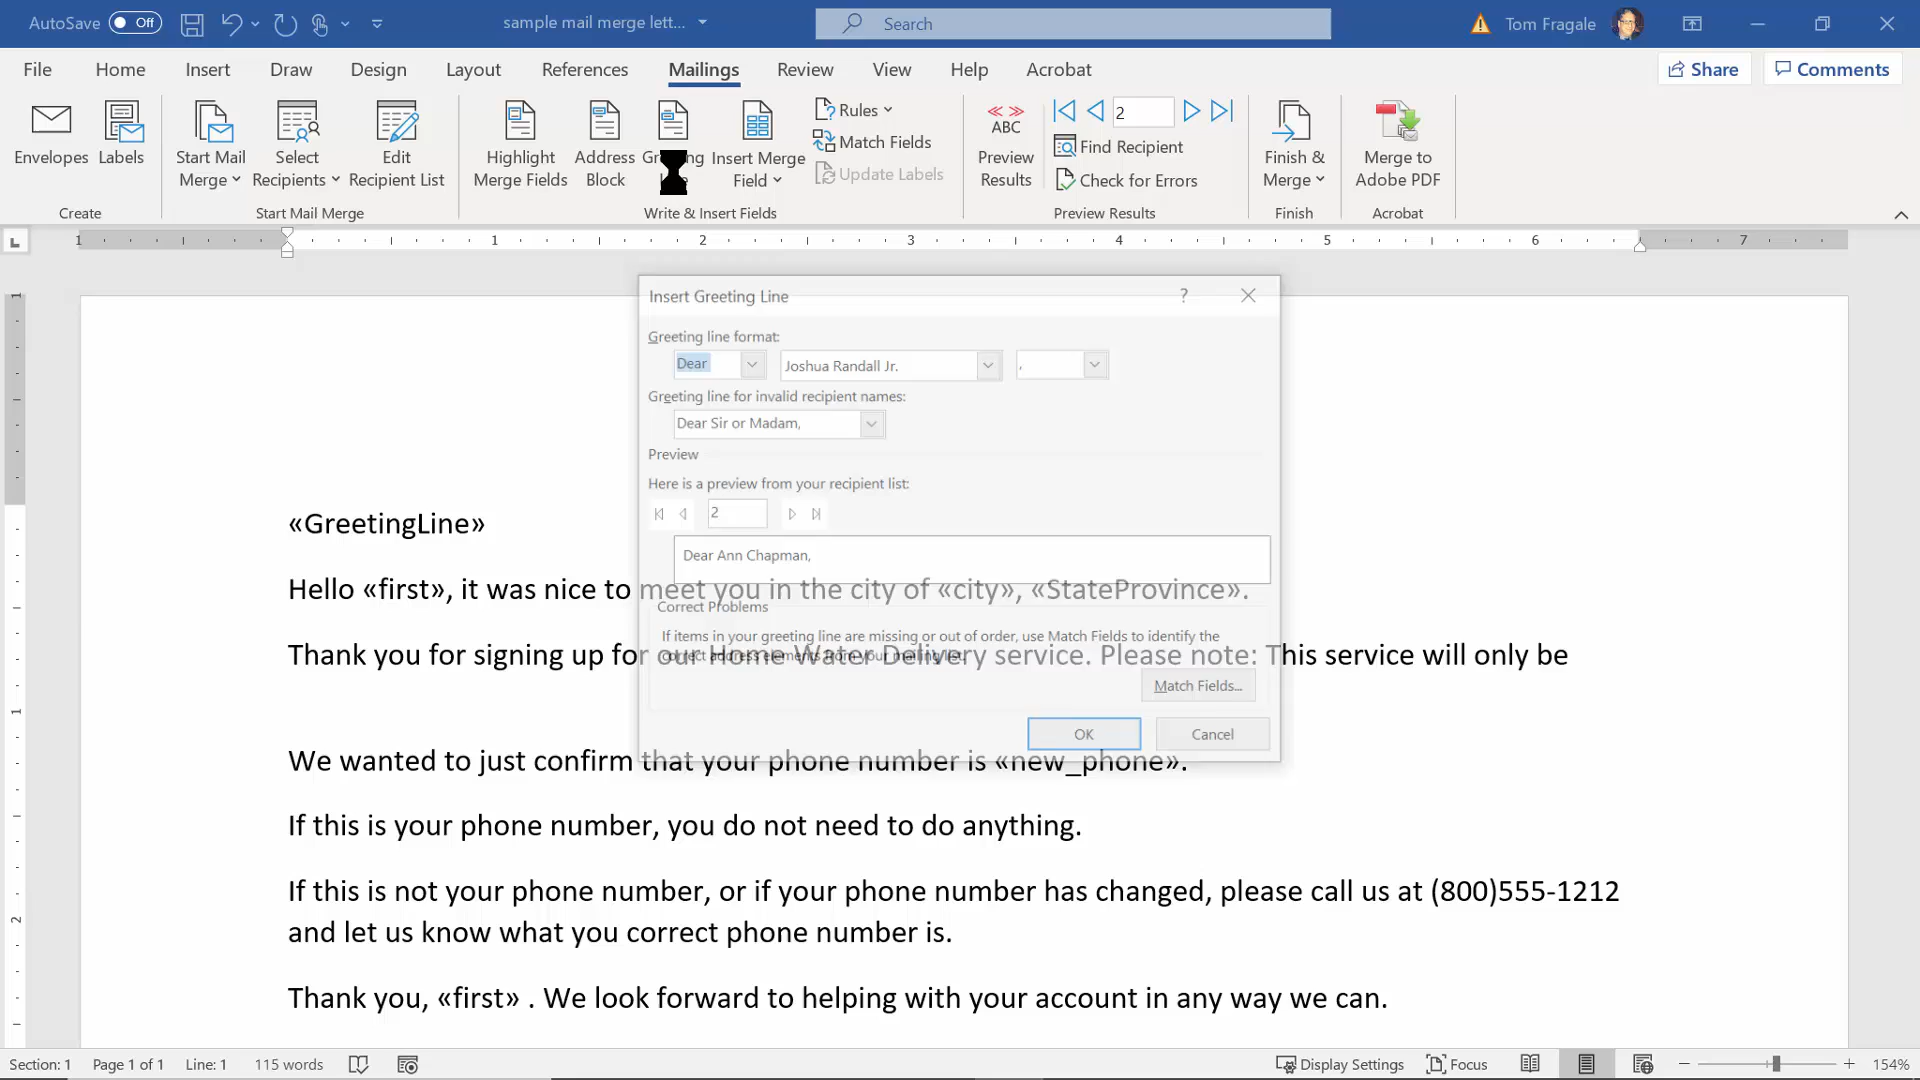 AutoSave Off
sample mail merge lett...
Search
Tom Fragale
File Home Insert Draw Design Layout References Mailings Review View Help Acrobat
Share Comments
Envelopes
Labels
Start Mail
Merge
Select
Recipients
Edit
Recipient List
Highlight
Merge Fields
Address
Block
Insert Merge
Field
Rules
Match Fields
Update Labels
ABC
Preview
Results
2
Find Recipient
Check for Errors
Finish &
Merge
Merge to
Adobe PDF
Create
Start Mail Merge
Write & Insert Fields
Preview Results
Finish
Acrobat
1 1 2 3 4 5 6 7
Insert Greeting Line ?
Greeting line format:
Dear
Joshua Randall Jr.
,
Greeting line for invalid recipient names:
Dear Sir or Madam,
Preview
Here is a preview from your recipient list:
2
Dear Ann Chapman,
Correct Problems
If items in your greeting line are missing or out of order, use Match Fields to identify the
correct address elements from your mailing list.
Match Fields...
OK
Cancel
«GreetingLine»
Hello «first», it was nice to meet you in the city of «city», «StateProvince».
Thank you for signing up for our Home Water Delivery service. Please note: This service will only be
We wanted to just confirm that your phone number is «new_phone».
If this is your phone number, you do not need to do anything.
If this is not your phone number, or if your phone number has changed, please call us at (800)555-1212
and let us know what you correct phone number is.
Thank you, «first» . We look forward to helping with your account in any way we can.
1
1
2
Section: 1 Page 1 of 1 Line: 1 115 words
Display Settings Focus 154%